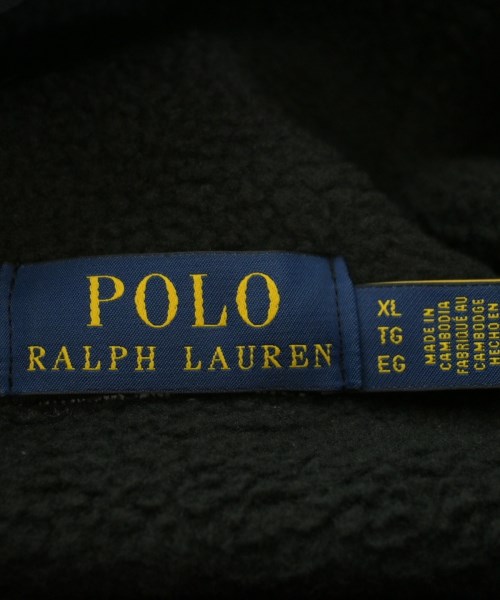 POLO
RALPH LAUREN
XL
TG
EG
MADE IN
CAMBODIA
FABRIQUÉ AU
CAMBODGE
HECHO EN